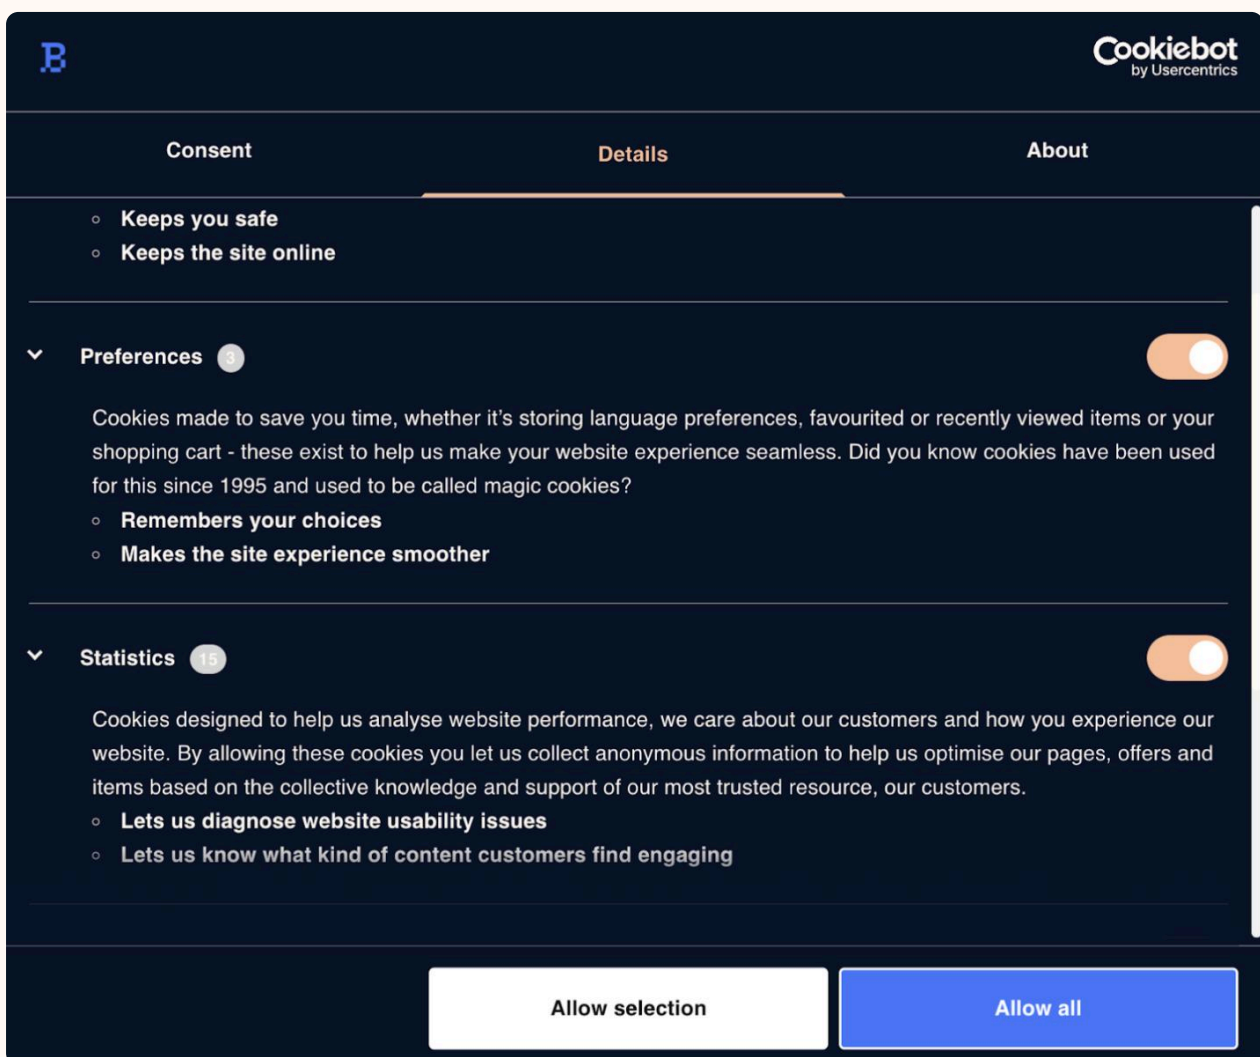 B
Cookiebot
by Usercentrics
Consent
Details
About
Keeps you safe
Keeps the site online
Preferences 3
Cookies made to save you time, whether it’s storing language preferences, favourited or recently viewed items or your
shopping cart - these exist to help us make your website experience seamless. Did you know cookies have been used
for this since 1995 and used to be called magic cookies?
Remembers your choices
Makes the site experience smoother
Statistics 15
Cookies designed to help us analyse website performance, we care about our customers and how you experience our
website. By allowing these cookies you let us collect anonymous information to help us optimise our pages, offers and
items based on the collective knowledge and support of our most trusted resource, our customers.
Lets us diagnose website usability issues
Lets us know what kind of content customers find engaging
Allow selection
Allow all